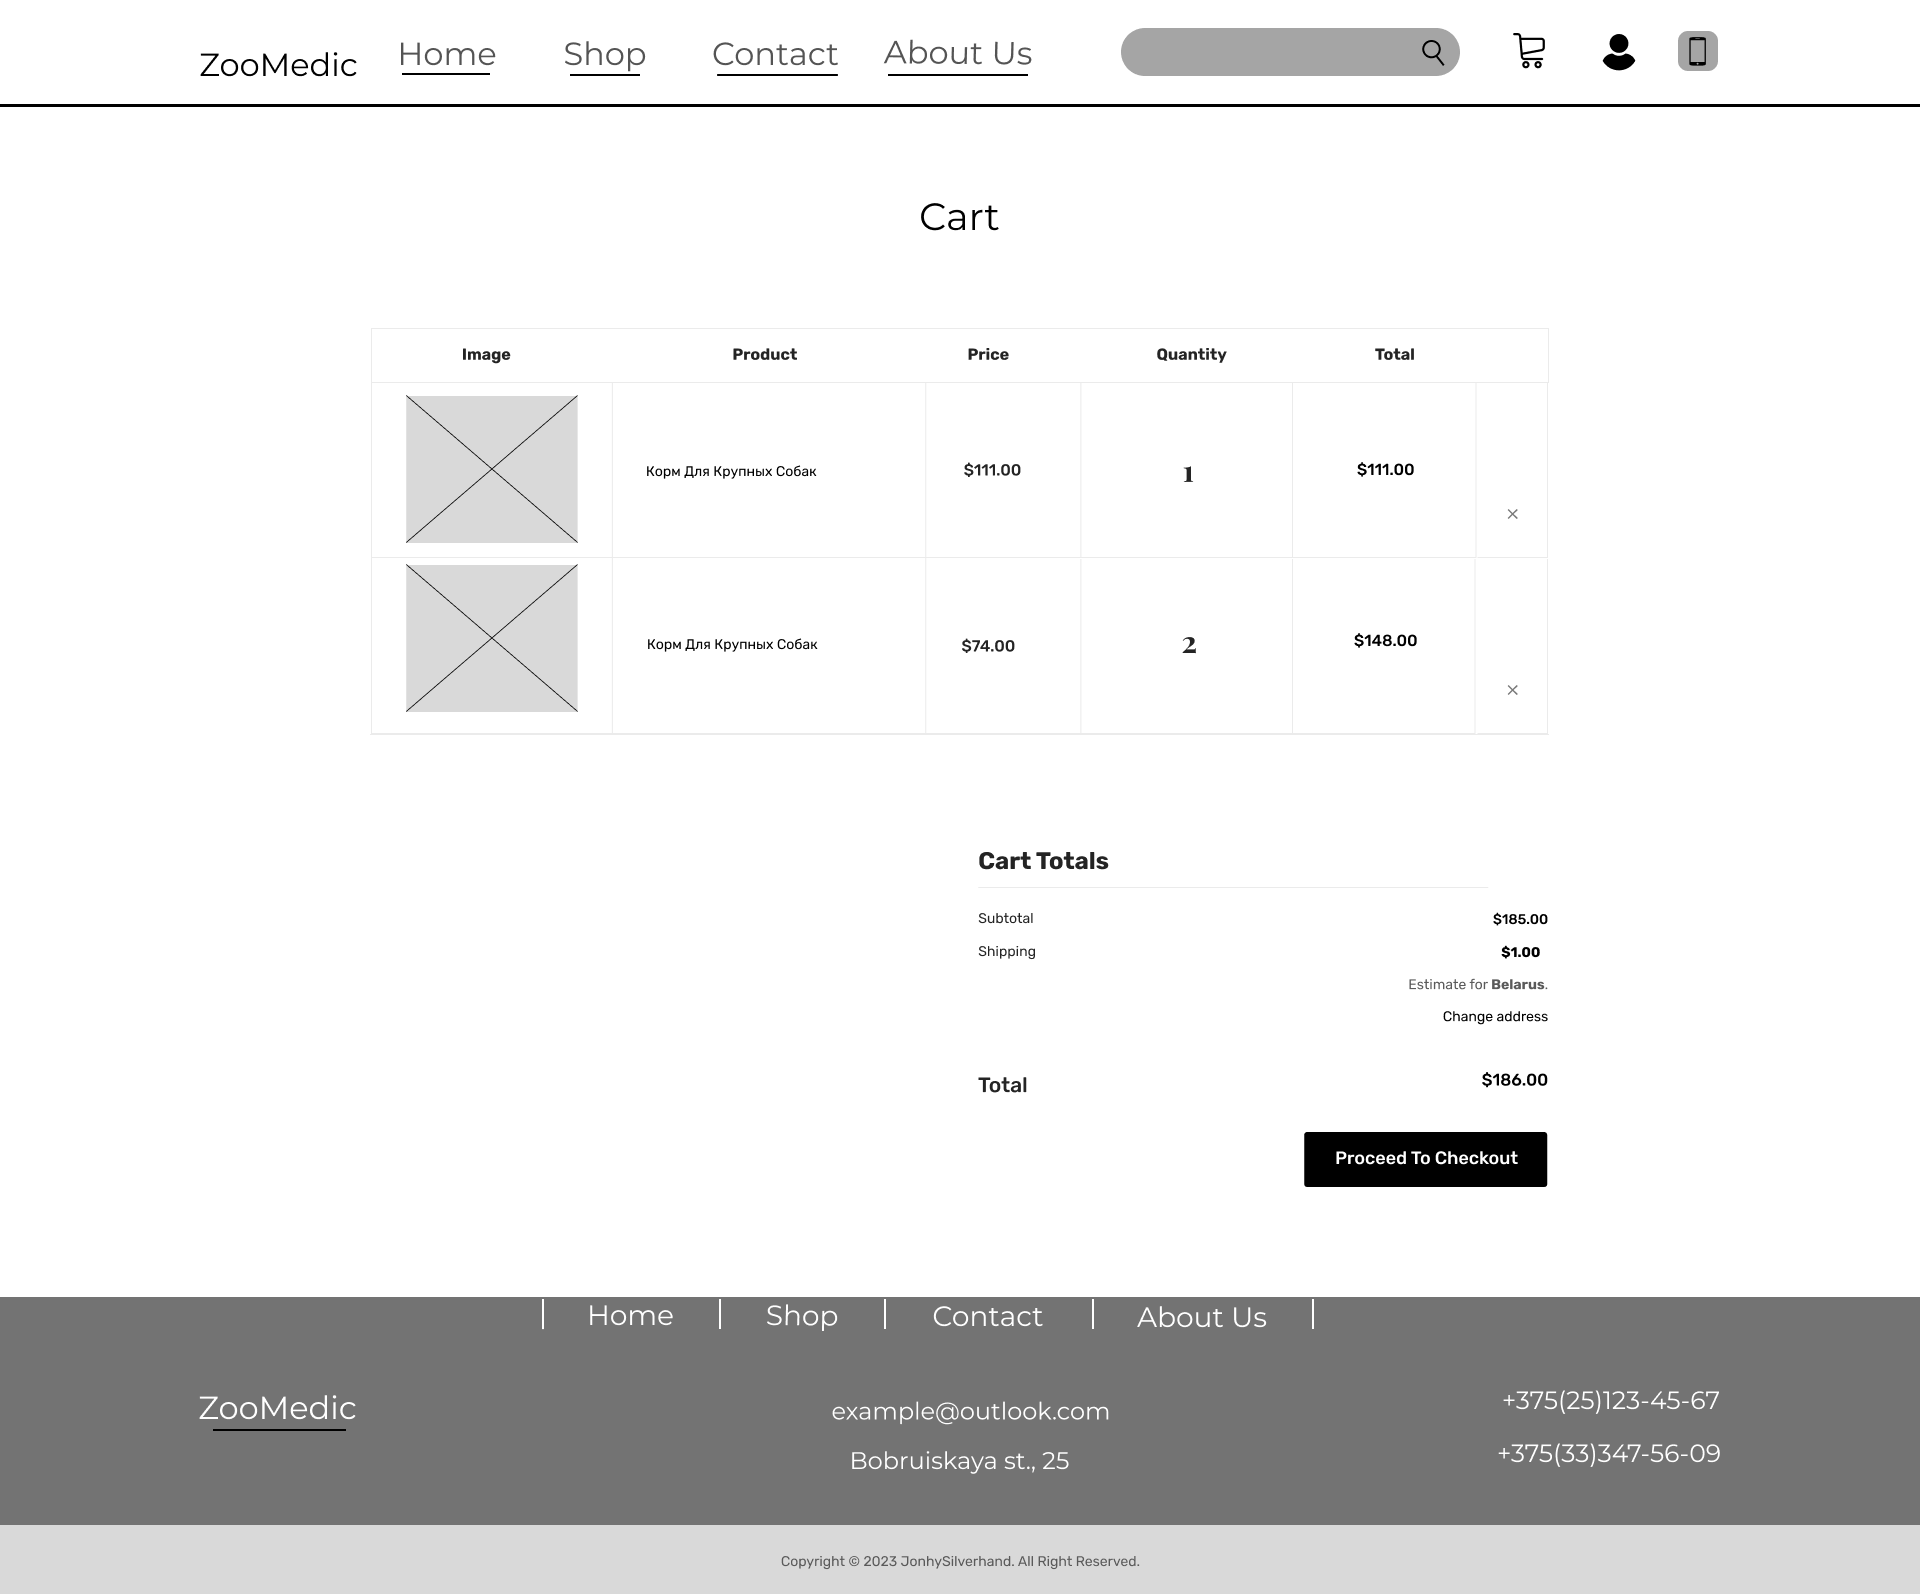 ZooMedic Home Shop Contact About Us
Cart
Image Product Price Quantity Total
Корм Для Крупных Собак $111.00 1 $111.00
×
Корм Для Крупных Собак $74.00 2 $148.00
×
Cart Totals
Subtotal $185.00
Shipping $1.00
Estimate for Belarus.
Change address
Total $186.00
Proceed To Checkout
Home Shop Contact About Us
ZooMedic
example@outlook.com
Bobruiskaya st., 25
+375(25)123-45-67
+375(33)347-56-09
Copyright © 2023 JonhySilverhand. All Right Reserved.